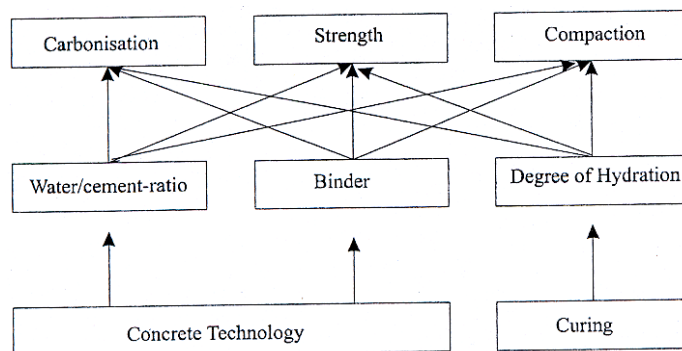 Carbonisation
Strength
Compaction
Water/cement-ratio
Binder
Degree of Hydration
Concrete Technology
Curing